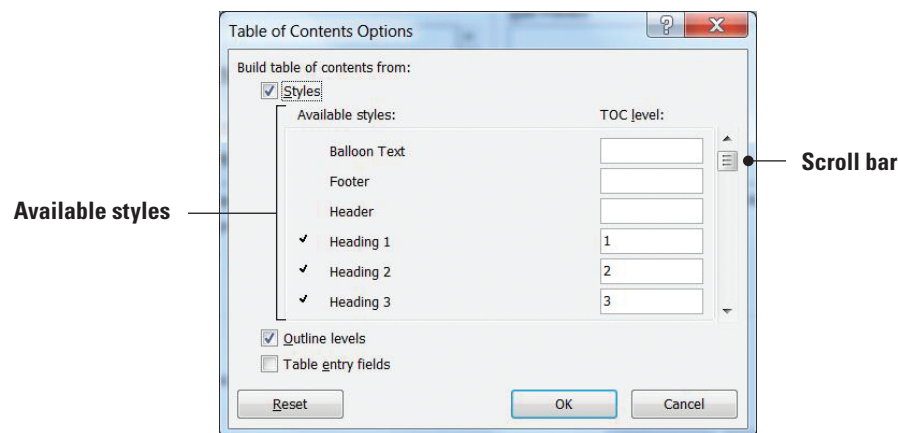 Table of Contents Options
Build table of contents from:
Styles
Available styles: TOC level:
Balloon Text
Footer
Header
Heading 1 1
Heading 2 2
Heading 3 3
Outline levels
Table entry fields
Reset OK Cancel
Available styles
Scroll bar